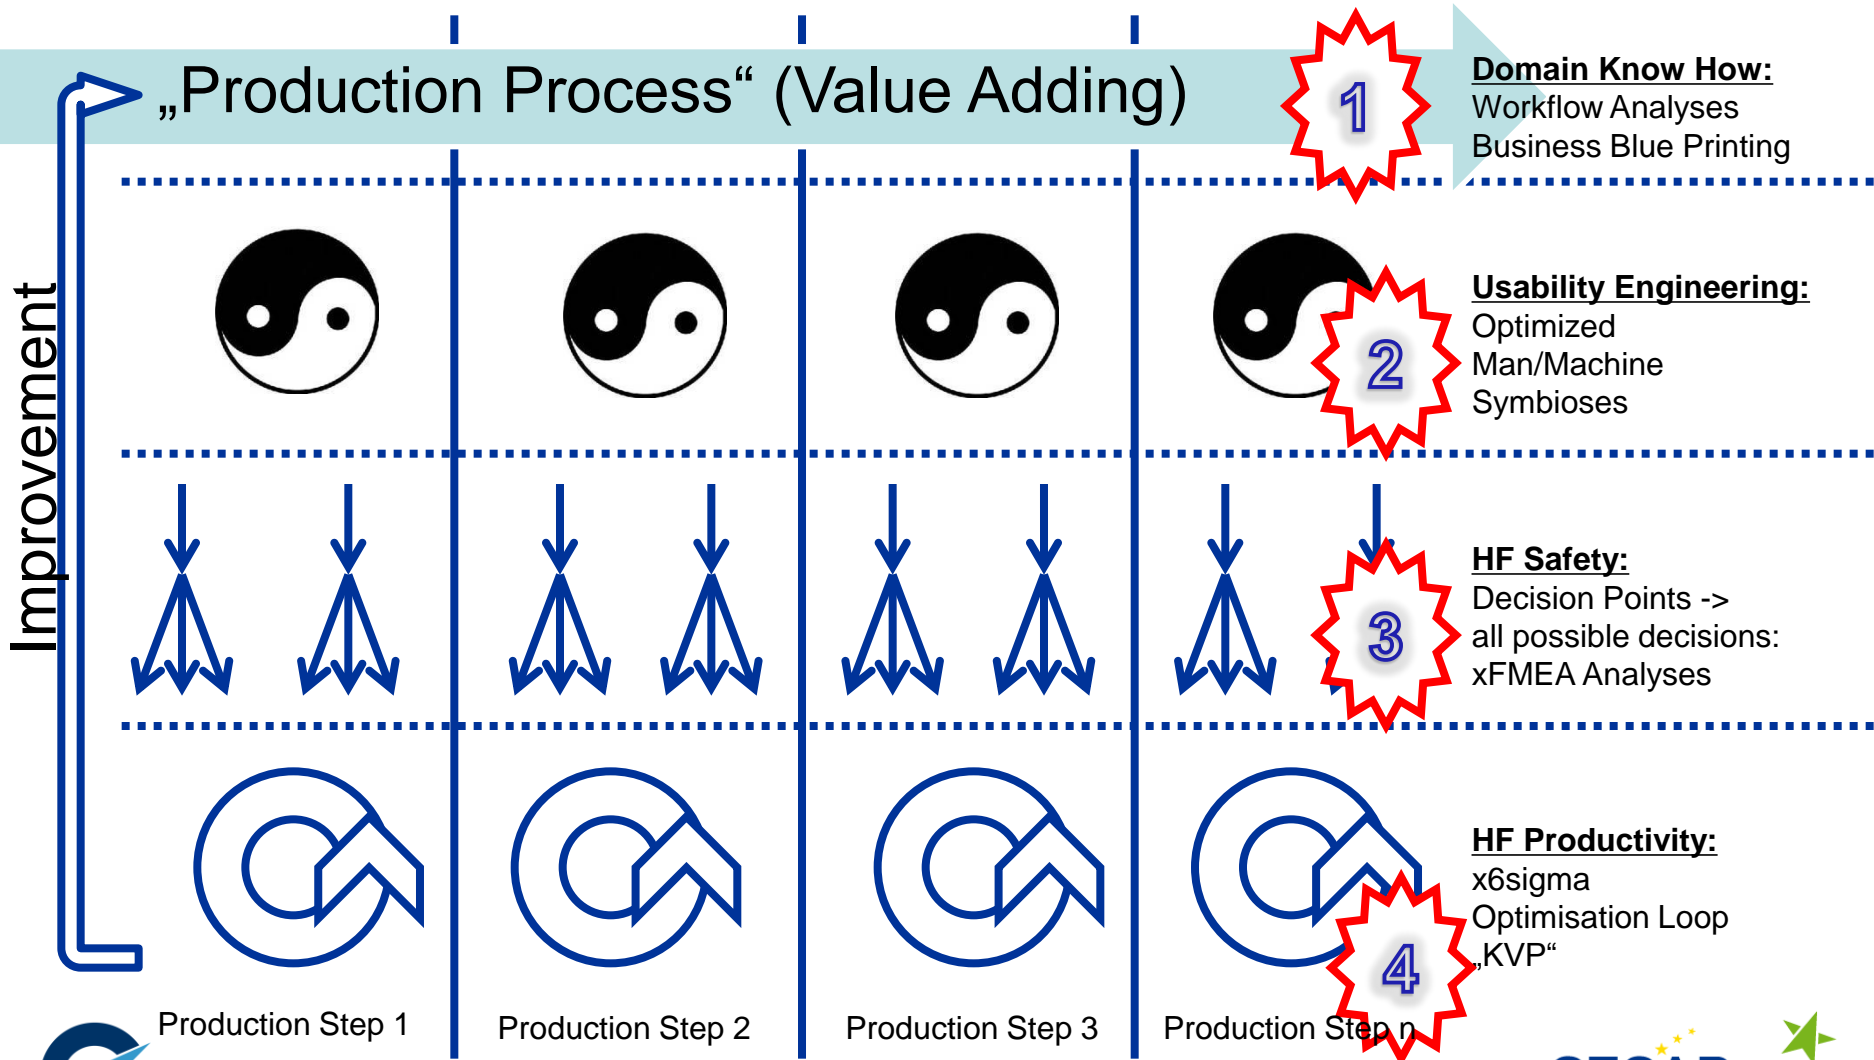 „Production Process“ (Value Adding)
1
Domain Know How:
Workflow Analyses
Business Blue Printing
Improvement
2
Usability Engineering:
Optimized
Man/Machine
Symbioses
3
HF Safety:
Decision Points ->
all possible decisions:
xFMEA Analyses
4
HF Productivity:
x6sigma
Optimisation Loop
„KVP“
Production Step 1
Production Step 2
Production Step 3
Production Step n